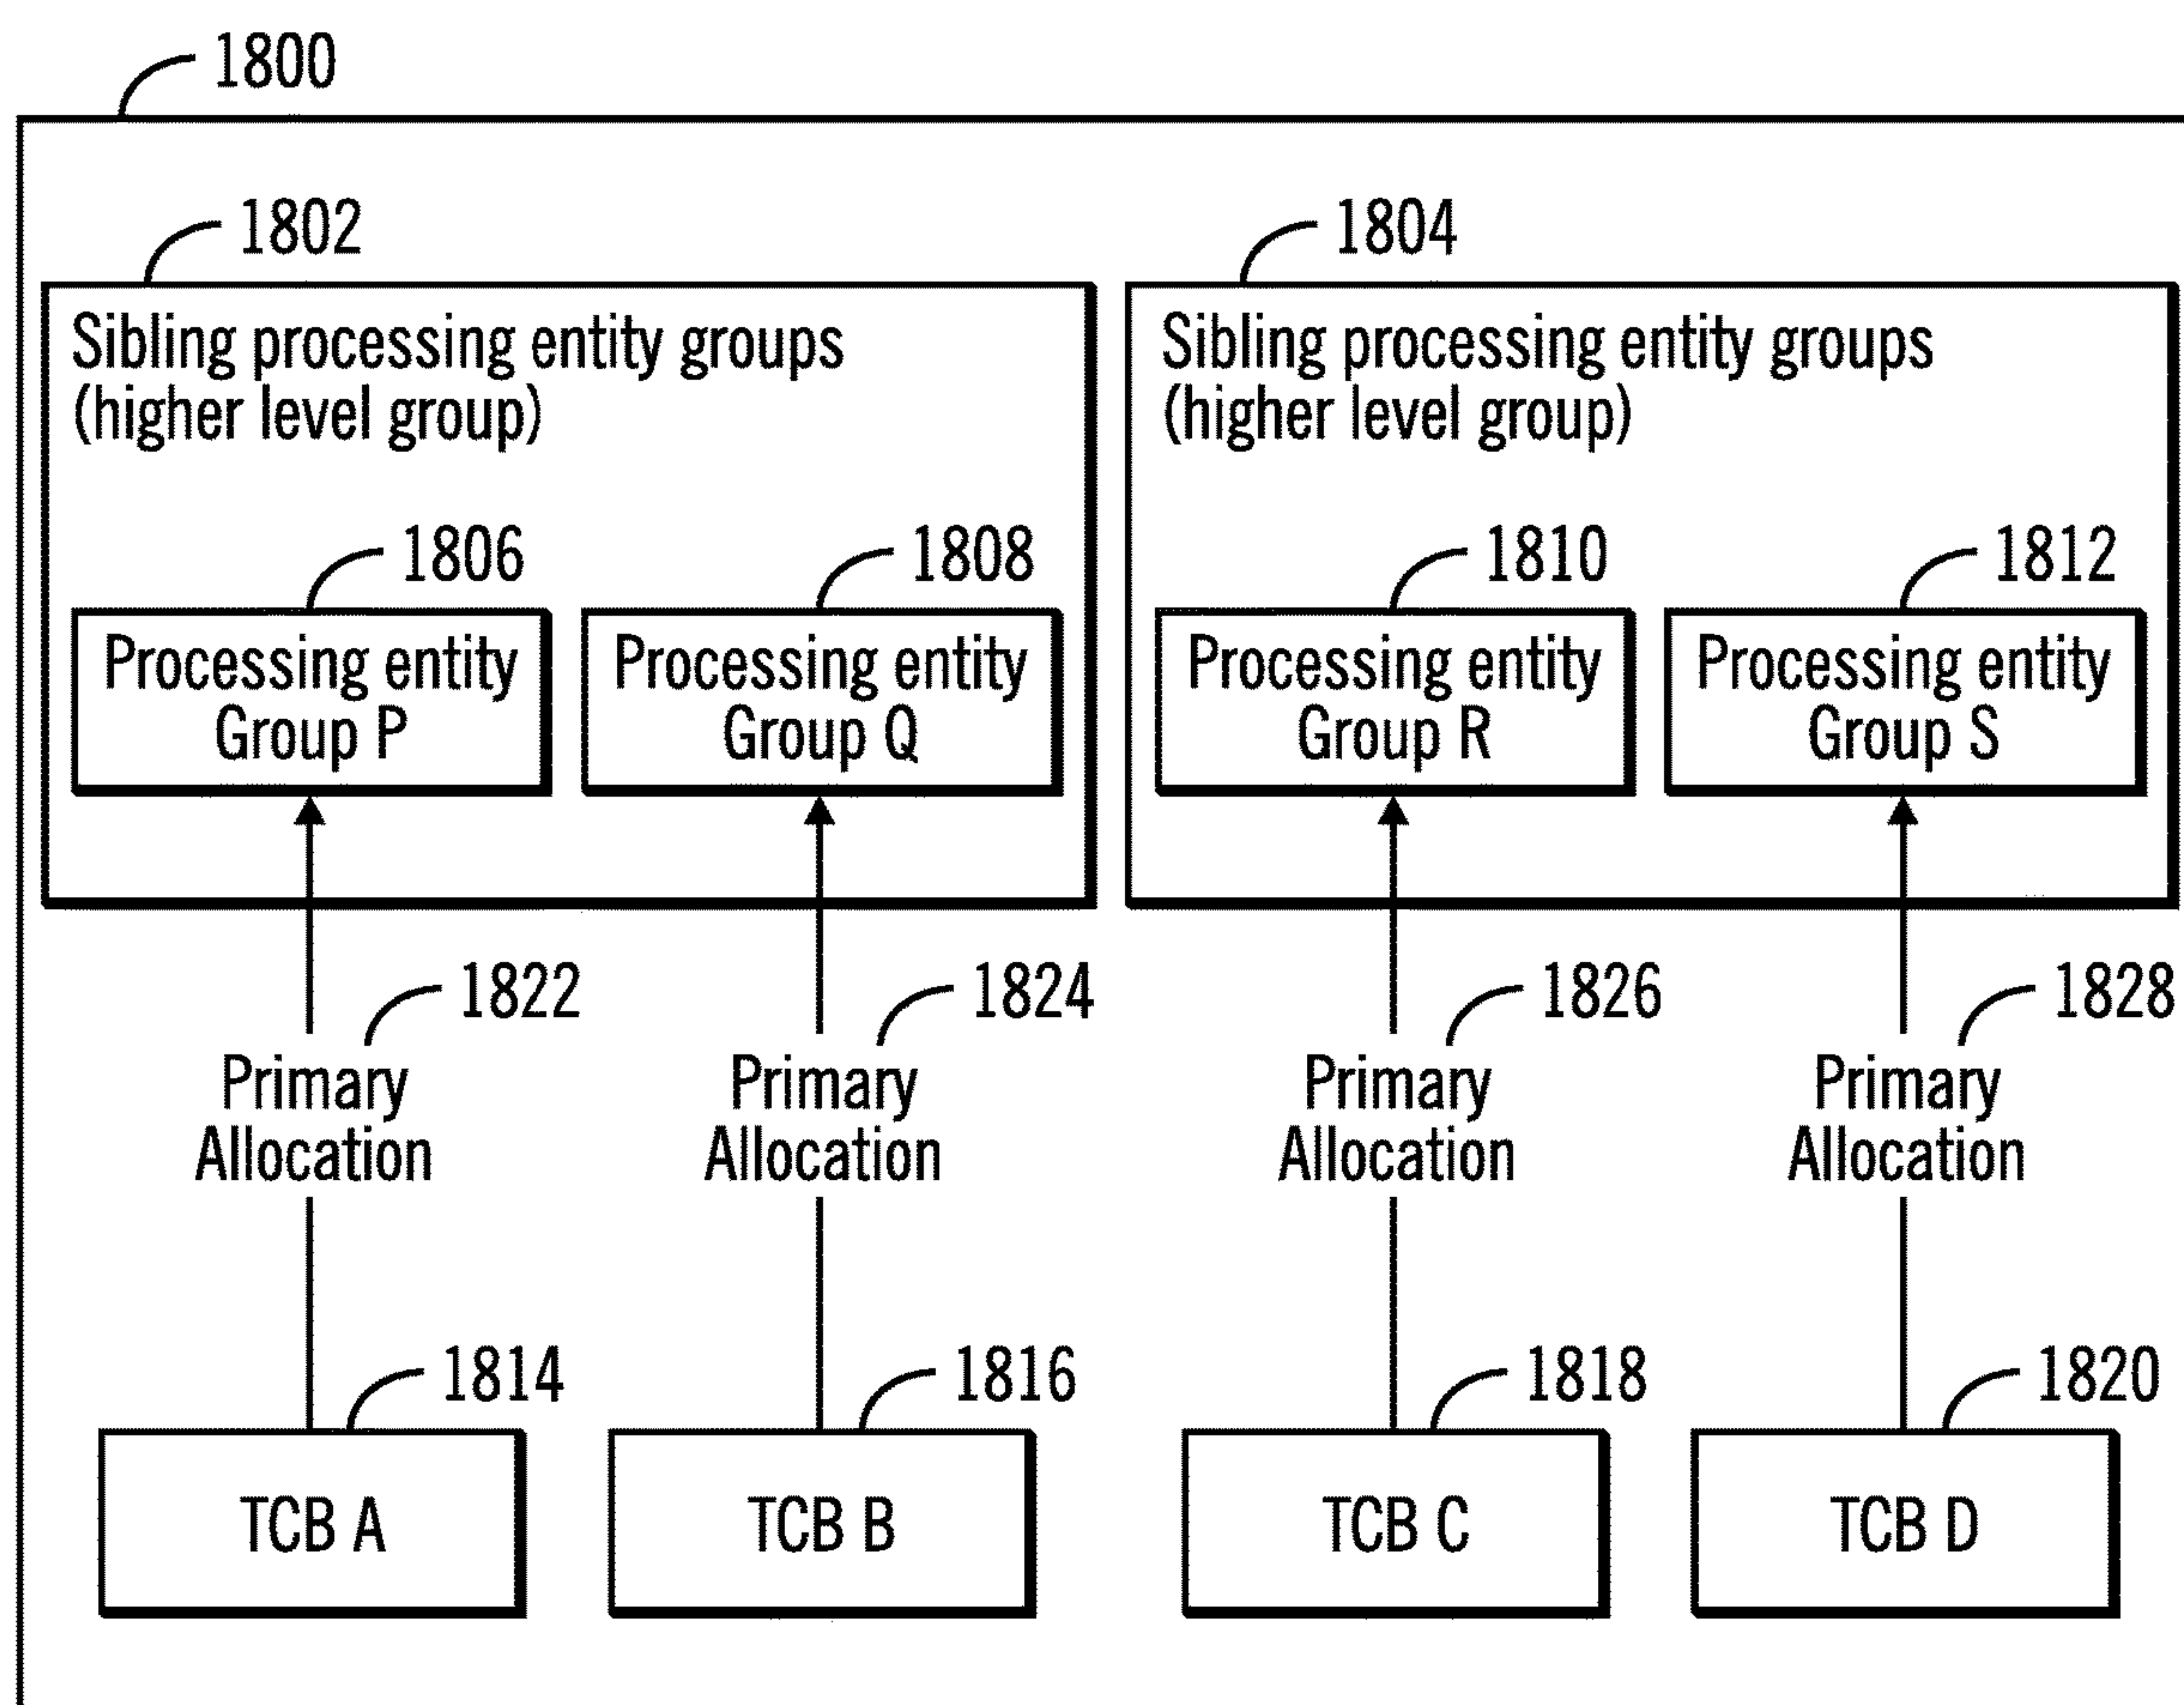 1800
1802
1804
Sibling processing entity groups
(higher level group)
Sibling processing entity groups
(higher level group)
1806
1808
1810
1812
Processing entity
Group P
Processing entity
Group Q
Processing entity
Group R
Processing entity
Group S
1822
1824
1826
1828
Primary
Allocation
Primary
Allocation
Primary
Allocation
Primary
Allocation
1814
1816
1818
1820
TCB A
TCB B
TCB C
TCB D